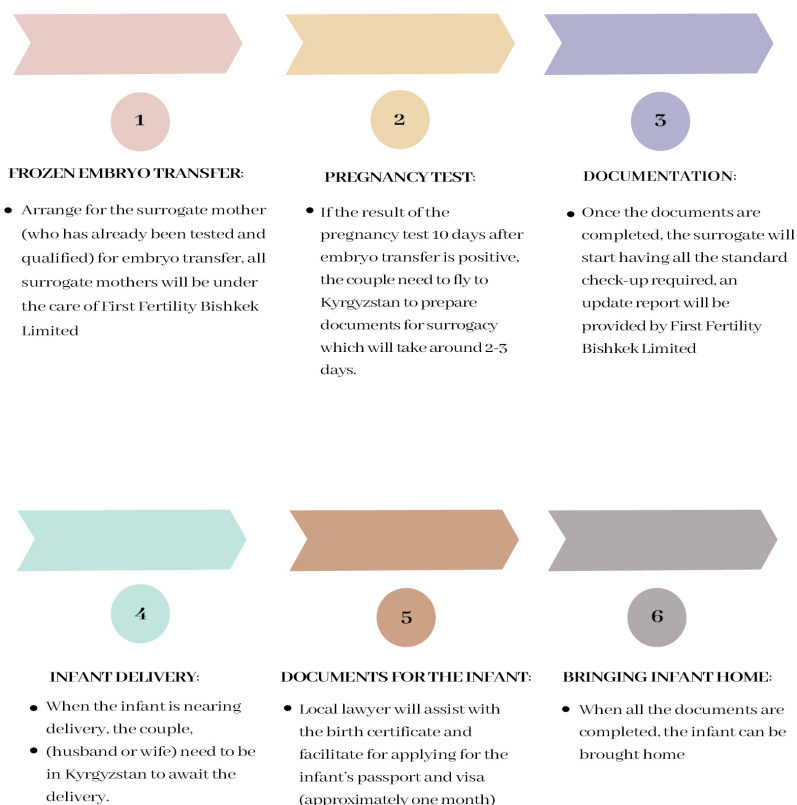 1
FROZEN EMBRYO TRANSFER:
• Arrange for the surrogate mother
(who has already been tested and
qualified) for embryo transfer, all
surrogate mothers will be under
the care of First Fertility Bishkek
Limited
2
PREGNANCY TEST:
• If the result of the
pregnancy test 10 days after
embryo transfer is positive,
the couple need to fly to
Kyrgyzstan to prepare
documents for surrogacy
which will take around 2-3
days.
3
DOCUMENTATION:
• Once the documents are
completed, the surrogate will
start having all the standard
check-up required, an
update report will be
provided by First Fertility
Bishkek Limited
4
INFANT DELIVERY:
• When the infant is nearing
delivery, the couple,
• (husband or wife) need to be
in Kyrgyzstan to await the
delivery.
5
DOCUMENTS FOR THE INFANT:
• Local lawyer will assist with
the birth certificate and
facilitate for applying for the
infant's passport and visa
(approximately one month)
6
BRINGING INFANT HOME:
• When all the documents are
completed, the infant can be
brought home